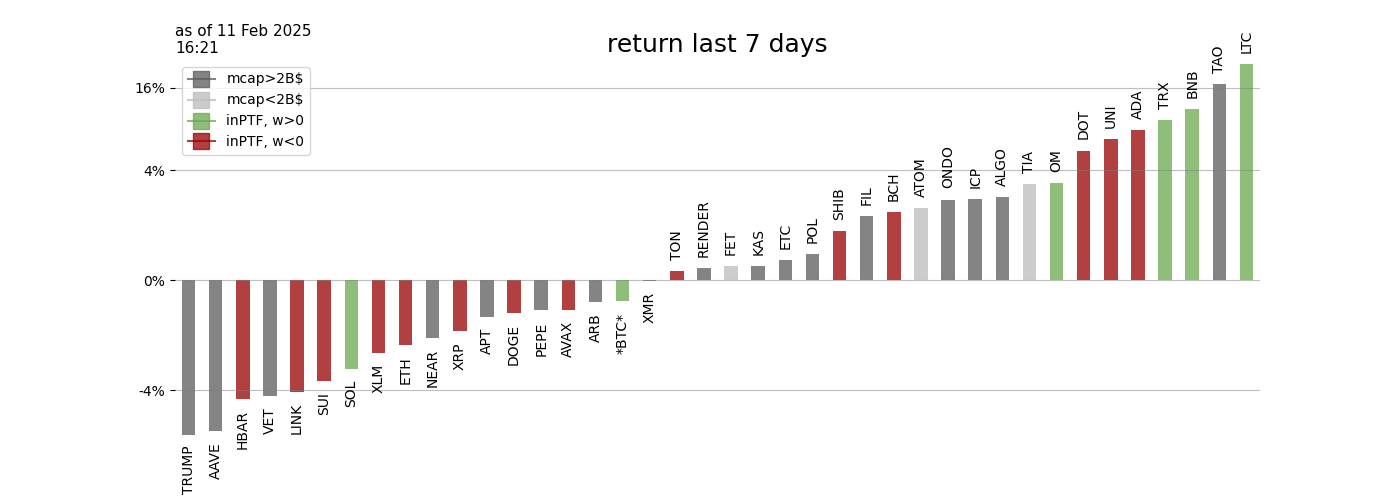 as of 11 Feb 2025
16:21
return last 7 days
mcap>2B$
mcap<2B$
inPTF, w>0
inPTF, w<0
16%
4%
0%
-4%
TRUMP
AAVE
HBAR
VET
LINK
SUI
SOL
XLM
ETH
NEAR
XRP
APT
DOGE
PEPE
AVAX
ARB
*BTC*
XMR
TON
RENDER
FET
KAS
ETC
POL
SHIB
FIL
BCH
ATOM
ONDO
ICP
ALGO
TIA
OM
DOT
UNI
ADA
TRX
BNB
TAO
LTC